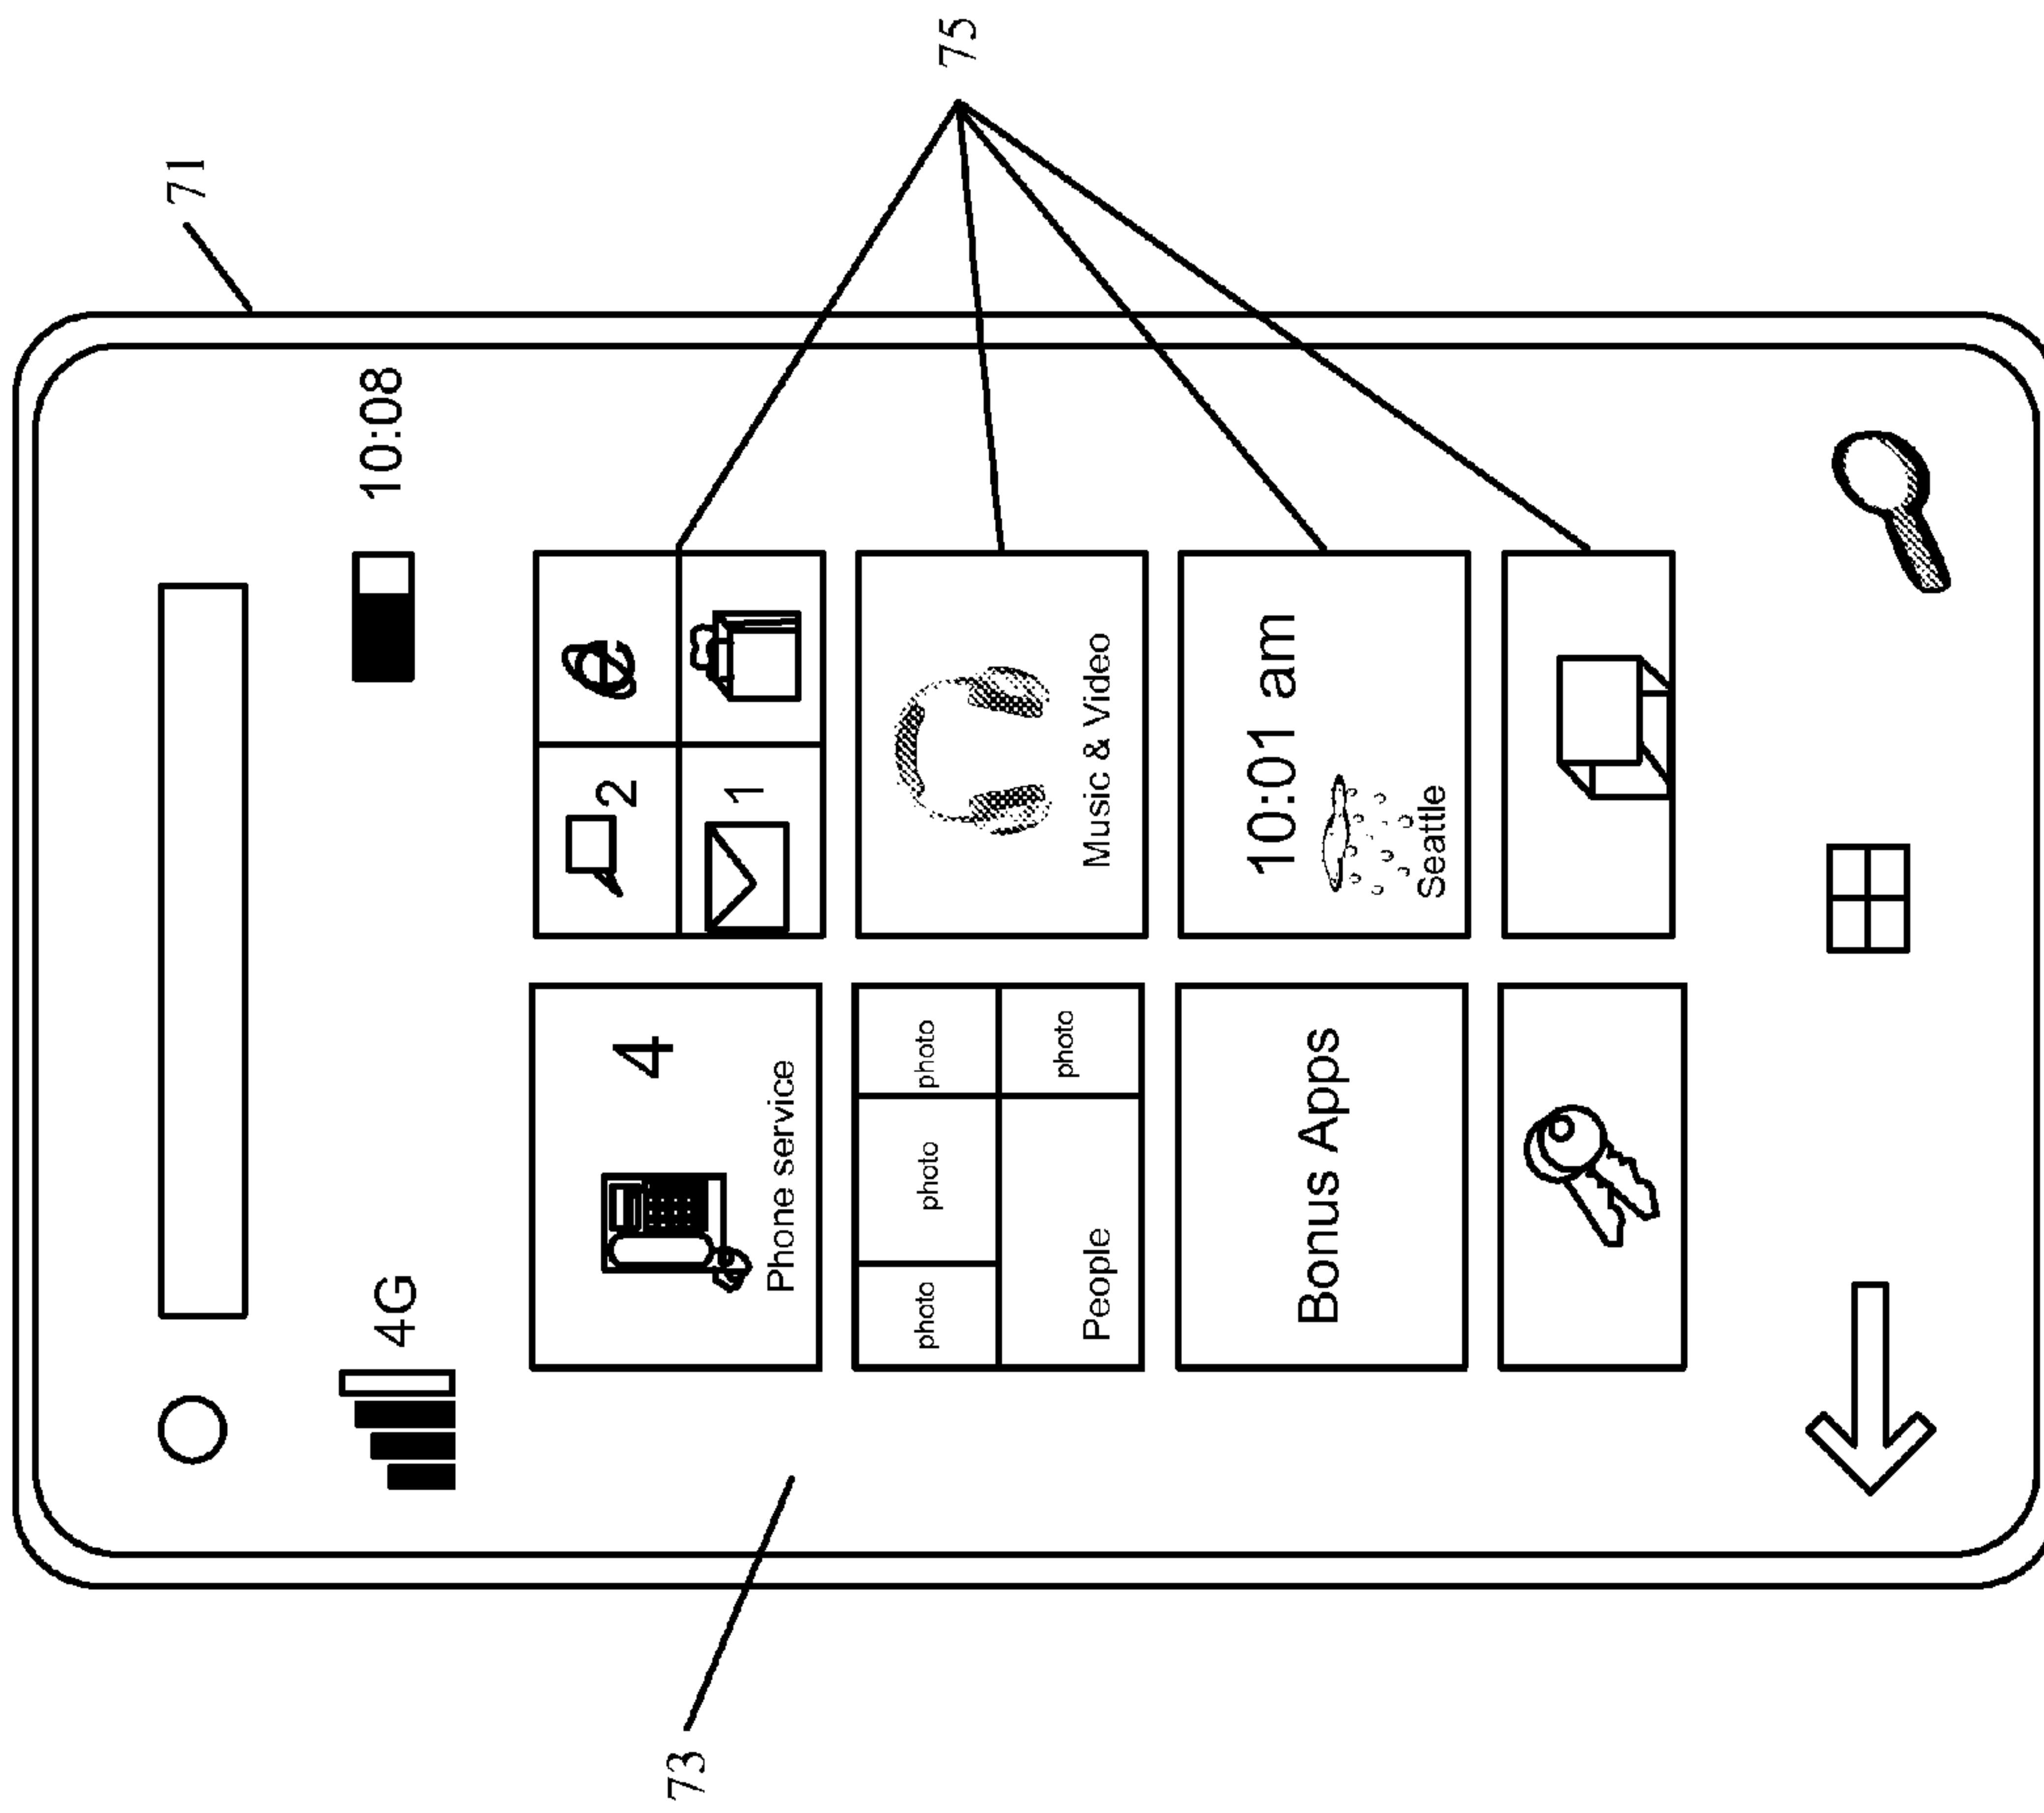 71
75
73
4G
10:08
4
Phone service
2
e
1
photo
photo
photo
People
photo
Music & Video
Bonus Apps
10:01 am
Seattle